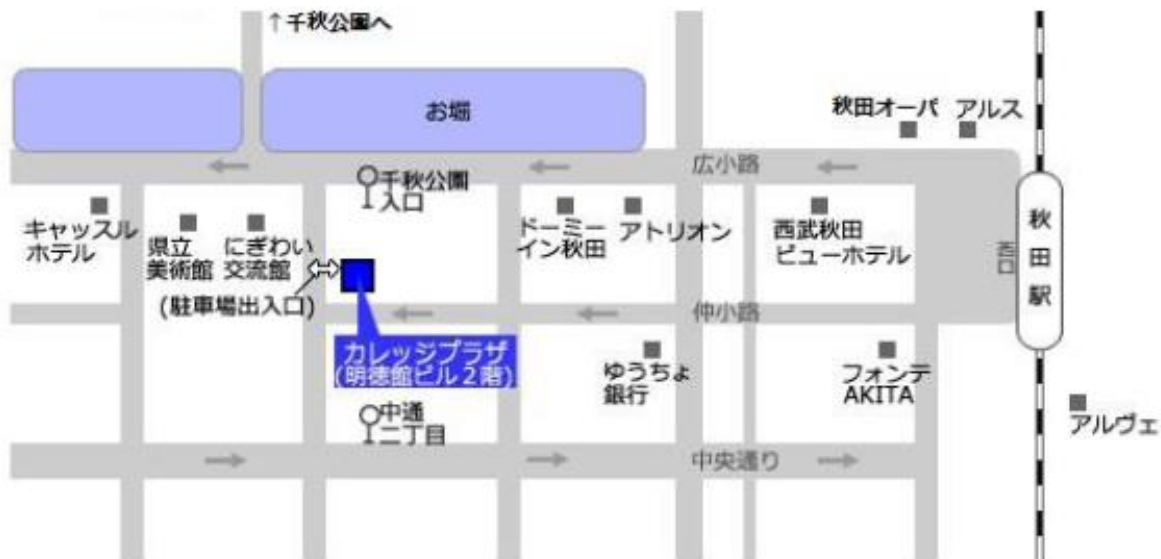 ↑千秋公園へ
お堀
秋田オーパ
アルス
広小路
千秋公園
入口
キャッスル
ホテル
県立
美術館
にぎわい
交流館
ドーミー
イン秋田
アトリオン
西武秋田
ビューホテル
西口
秋田駅
(駐車場出入口)
仲小路
カレッジプラザ
(明徳館ビル2階)
ゆうちょ
銀行
フォンテ
AKITA
アルヴェ
中通
二丁目
中央通り